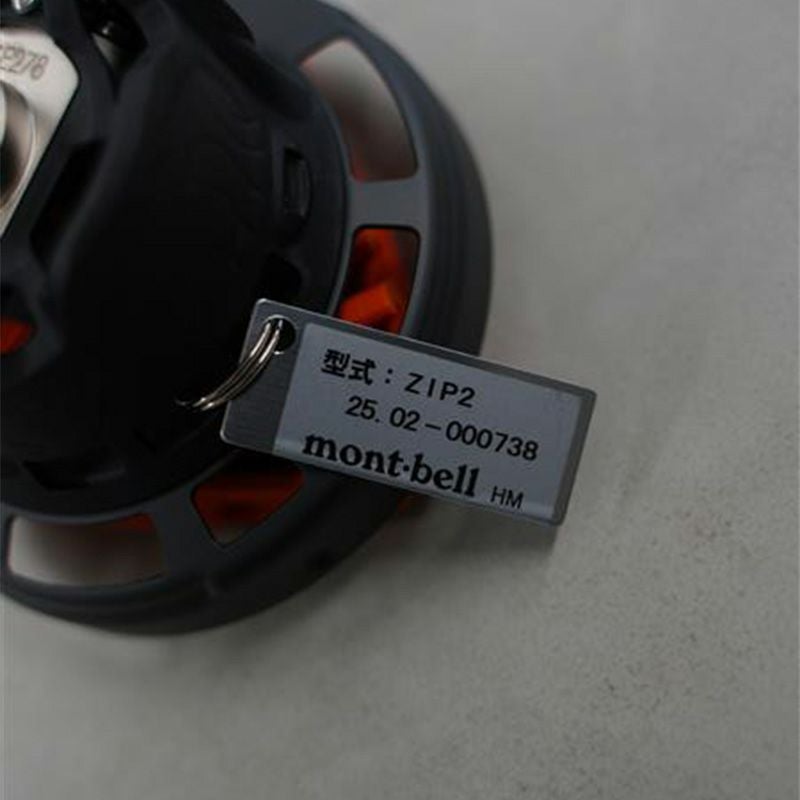 型式：ZIP2
25.02-000738
mont·bell HM